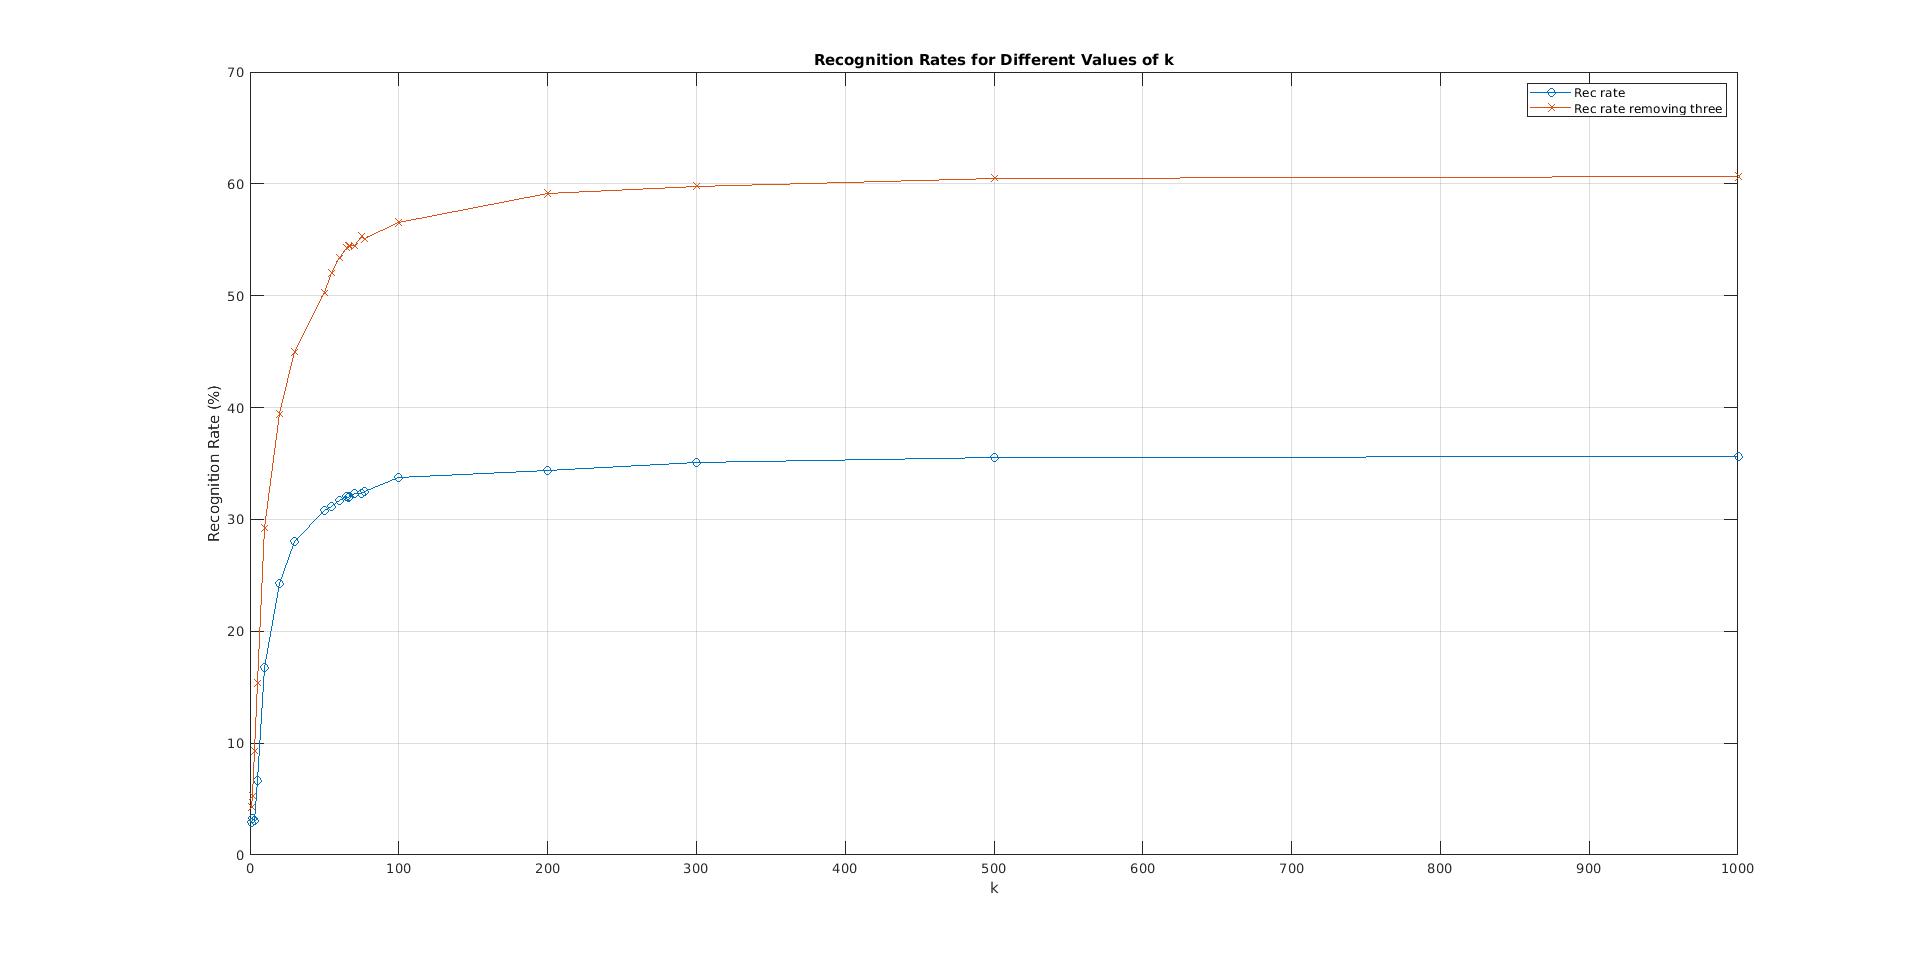 Recognition Rates for Different Values of k
Rec rate
Rec rate removing three
Recognition Rate (%)
70
60
50
40
30
20
10
0
0 100 200 300 400 500 600 700 800 900 1000
k